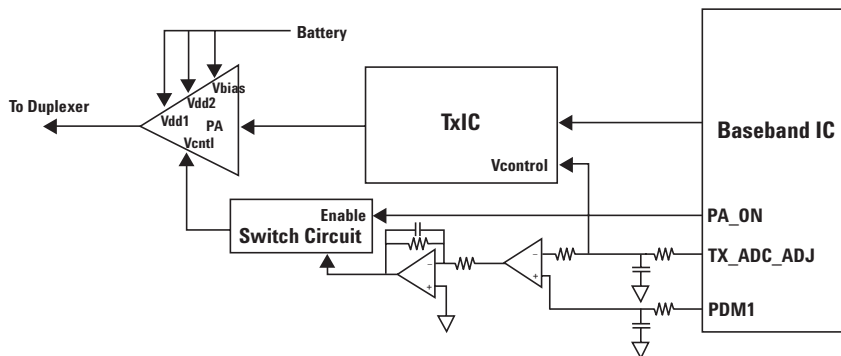 Battery
Vbias
Vdd2
Vdd1
To Duplexer
PA
Vcntl
TxIC
Vcontrol
Baseband IC
Enable
Switch Circuit
PA_ON
TX_ADC_ADJ
PDM1
−
+
−
+